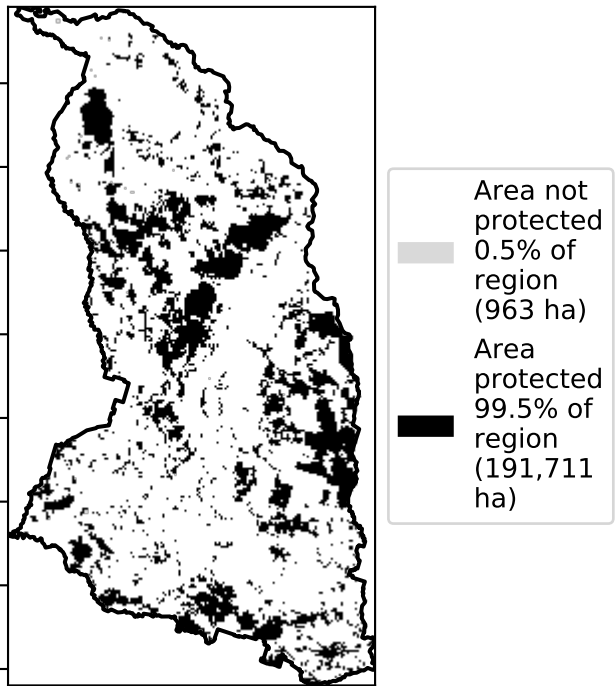 Area not
protected
0.5% of
region
(963 ha)
Area
protected
99.5% of
region
(191,711
ha)